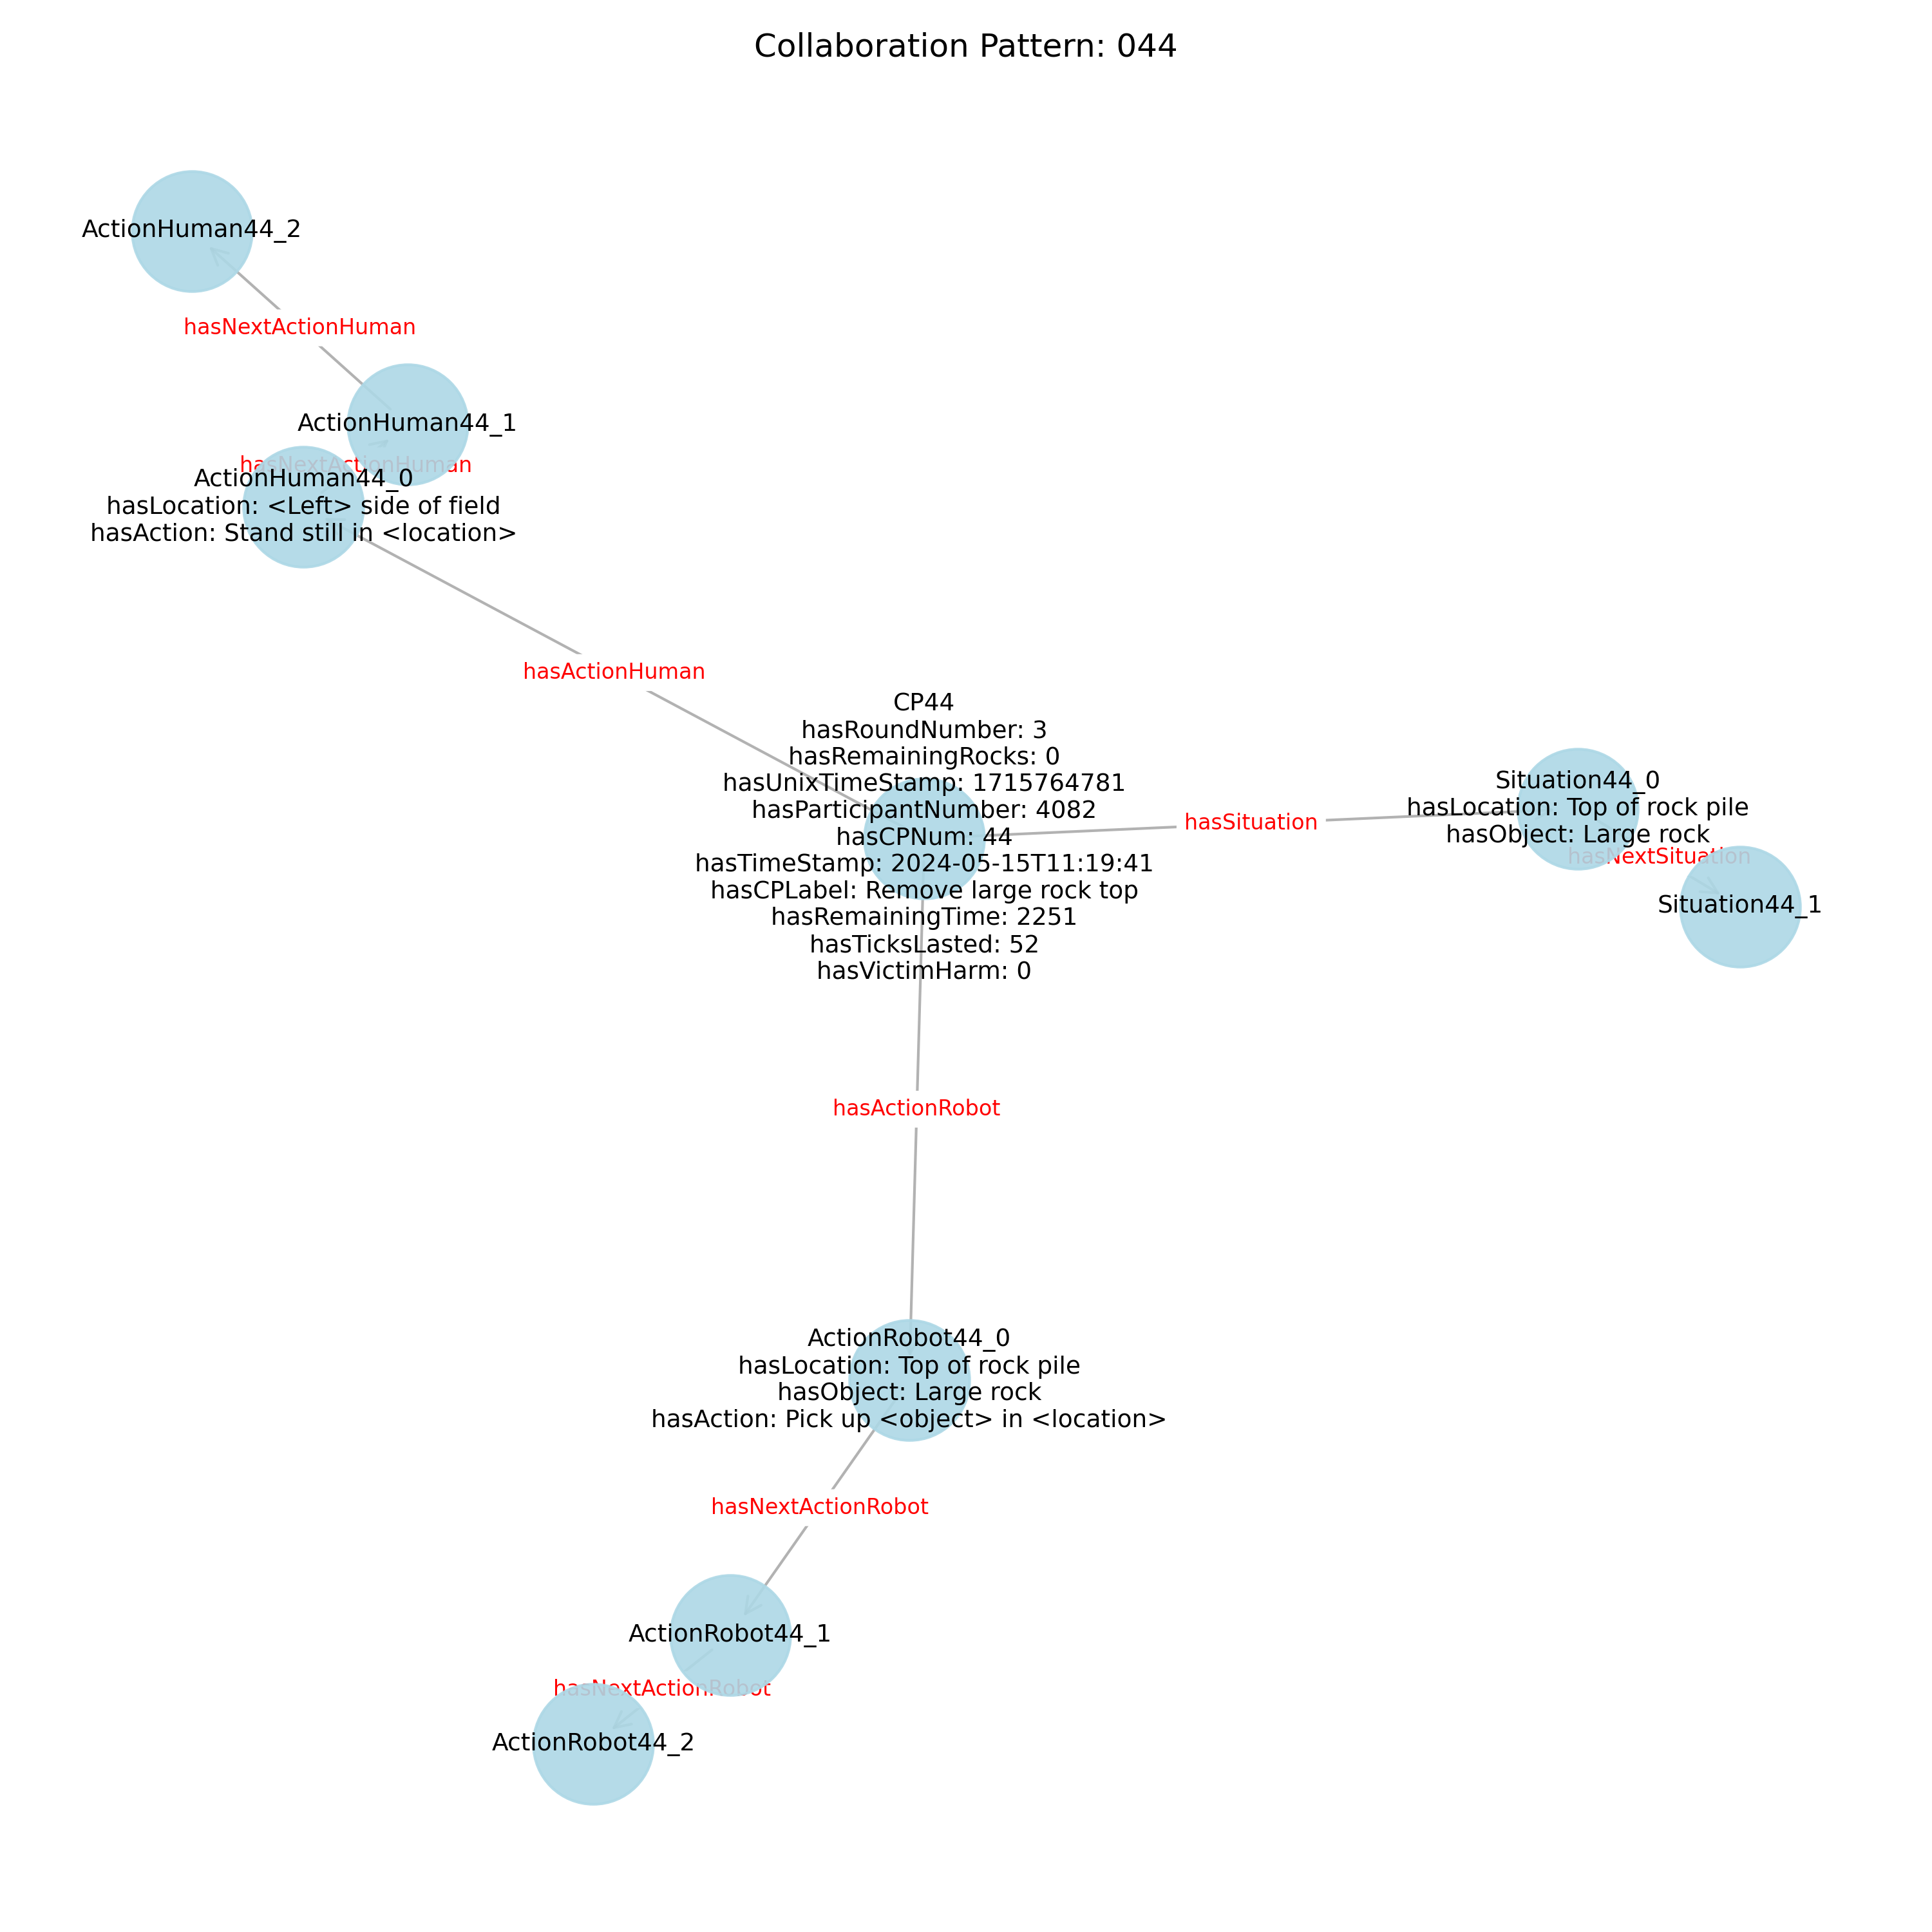 Collaboration Pattern: 044
ActionHuman44_2
hasNextActionHuman
ActionHuman44_1
hasNextActionHuman
ActionHuman44_0
hasLocation: <Left> side of field
hasAction: Stand still in <location>
hasActionHuman
CP44
hasRoundNumber: 3
hasRemainingRocks: 0
hasUnixTimeStamp: 1715764781
hasParticipantNumber: 4082
hasCPNum: 44
hasTimeStamp: 2024-05-15T11:19:41
hasCPLabel: Remove large rock top
hasRemainingTime: 2251
hasTicksLasted: 52
hasVictimHarm: 0
hasSituation
Situation44_0
hasLocation: Top of rock pile
hasObject: Large rock
hasNextSituation
Situation44_1
hasActionRobot
ActionRobot44_0
hasLocation: Top of rock pile
hasObject: Large rock
hasAction: Pick up <object> in <location>
hasNextActionRobot
ActionRobot44_1
hasNextActionRobot
ActionRobot44_2